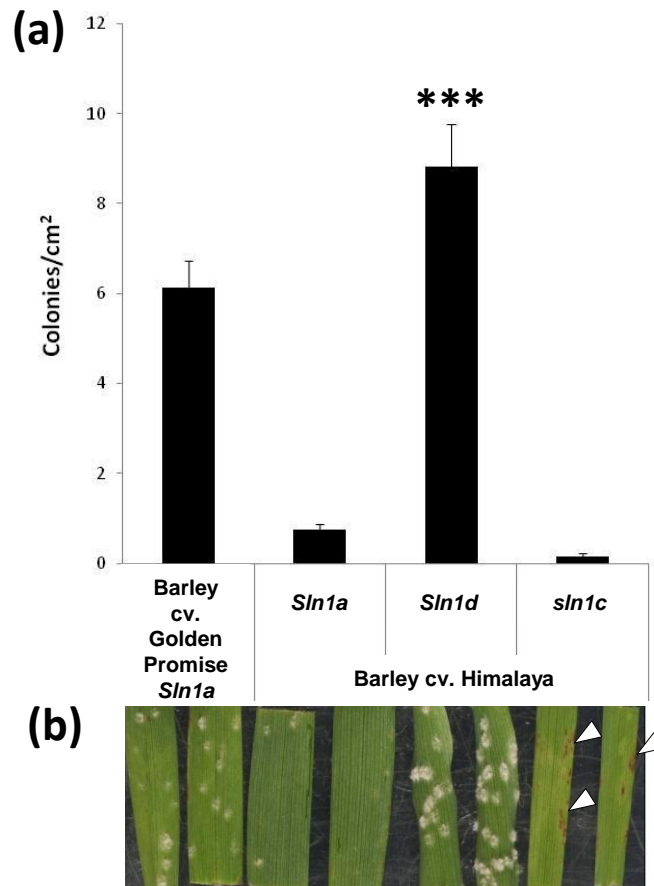 (a)
12
10
8
6
4
2
0
Colonies/cm²
***
Barley
cv.
Golden
Promise
Sln1a
Sln1a
Sln1d
sln1c
Barley cv. Himalaya
(b)